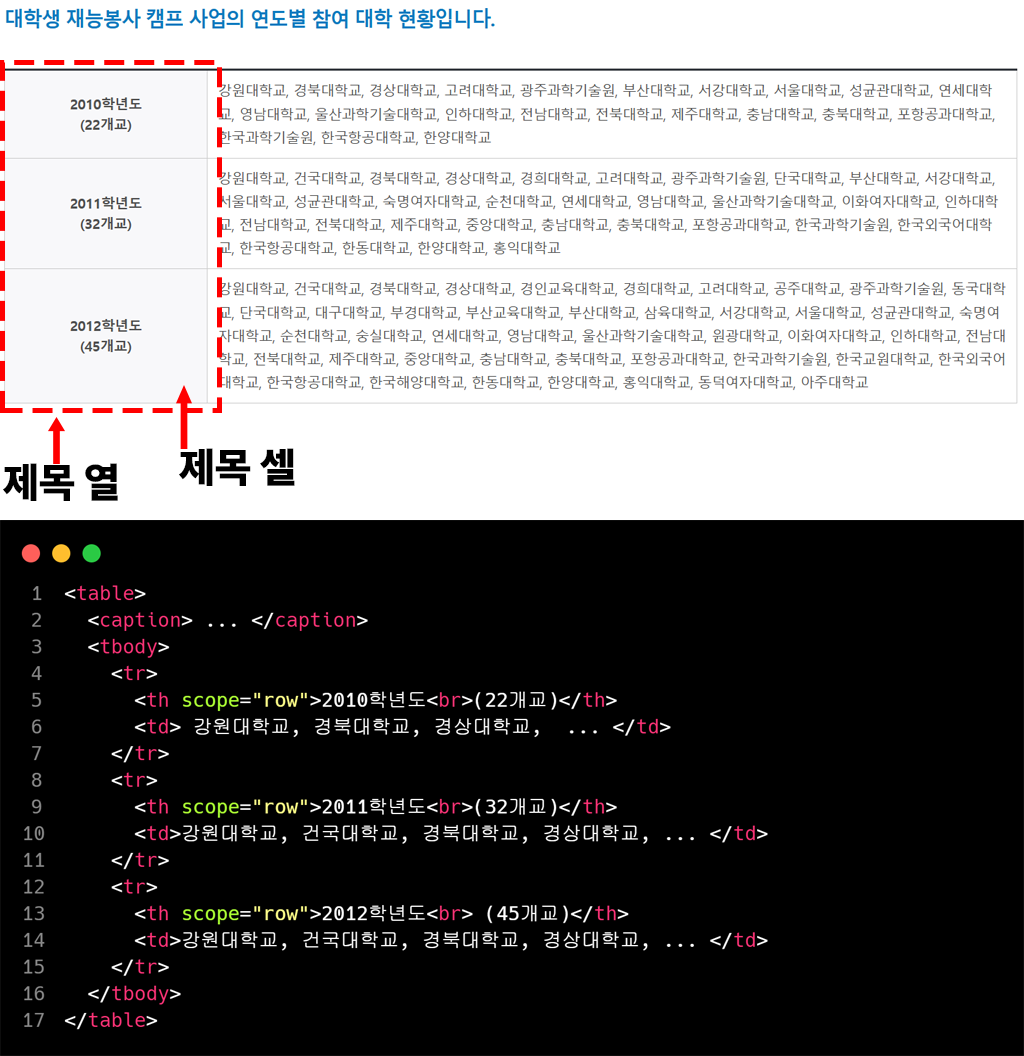 대학생 재능봉사 캠프 사업의 연도별 참여 대학 현황입니다.
2010학년도
(22개교)
강원대학교, 경북대학교, 경상대학교, 고려대학교, 광주과학기술원, 부산대학교, 서강대학교, 서울대학교, 성균관대학교, 연세대학
교, 영남대학교, 울산과학기술대학교, 인하대학교, 전남대학교, 전북대학교, 제주대학교, 충남대학교, 충북대학교, 포항공과대학교,
한국과학기술원, 한국항공대학교, 한양대학교
2011학년도
(32개교)
강원대학교, 건국대학교, 경북대학교, 경상대학교, 경희대학교, 고려대학교, 광주과학기술원, 단국대학교, 부산대학교, 서강대학교,
서울대학교, 성균관대학교, 숙명여자대학교, 순천대학교, 연세대학교, 영남대학교, 울산과학기술대학교, 이화여자대학교, 인하대학
교, 전남대학교, 전북대학교, 제주대학교, 중앙대학교, 충남대학교, 충북대학교, 포항공과대학교, 한국과학기술원, 한국외국어대학
교, 한국항공대학교, 한동대학교, 한양대학교, 홍익대학교
2012학년도
(45개교)
강원대학교, 건국대학교, 경북대학교, 경상대학교, 경인교육대학교, 경희대학교, 고려대학교, 공주대학교, 광주과학기술원, 동국대학
교, 단국대학교, 대구대학교, 부경대학교, 부산교육대학교, 부산대학교, 삼육대학교, 서강대학교, 서울대학교, 성균관대학교, 숙명여
자대학교, 순천대학교, 숭실대학교, 연세대학교, 영남대학교, 울산과학기술대학교, 원광대학교, 이화여자대학교, 인하대학교, 전남대
학교, 전북대학교, 제주대학교, 중앙대학교, 충남대학교, 충북대학교, 포항공과대학교, 한국과학기술원, 한국교원대학교, 한국외국어
대학교, 한국항공대학교, 한국해양대학교, 한동대학교, 한양대학교, 홍익대학교, 동덕여자대학교, 아주대학교
제목 열
제목 셀
1 <table>
2 <caption> ... </caption>
3 <tbody>
4 <tr>
5 <th scope="row">2010학년도<br>(22개교)</th>
6 <td> 강원대학교, 경북대학교, 경상대학교, ... </td>
7 </tr>
8 <tr>
9 <th scope="row">2011학년도<br>(32개교)</th>
10 <td>강원대학교, 건국대학교, 경북대학교, 경상대학교, ... </td>
11 </tr>
12 <tr>
13 <th scope="row">2012학년도<br> (45개교)</th>
14 <td>강원대학교, 건국대학교, 경북대학교, 경상대학교, ... </td>
15 </tr>
16 </tbody>
17 </table>